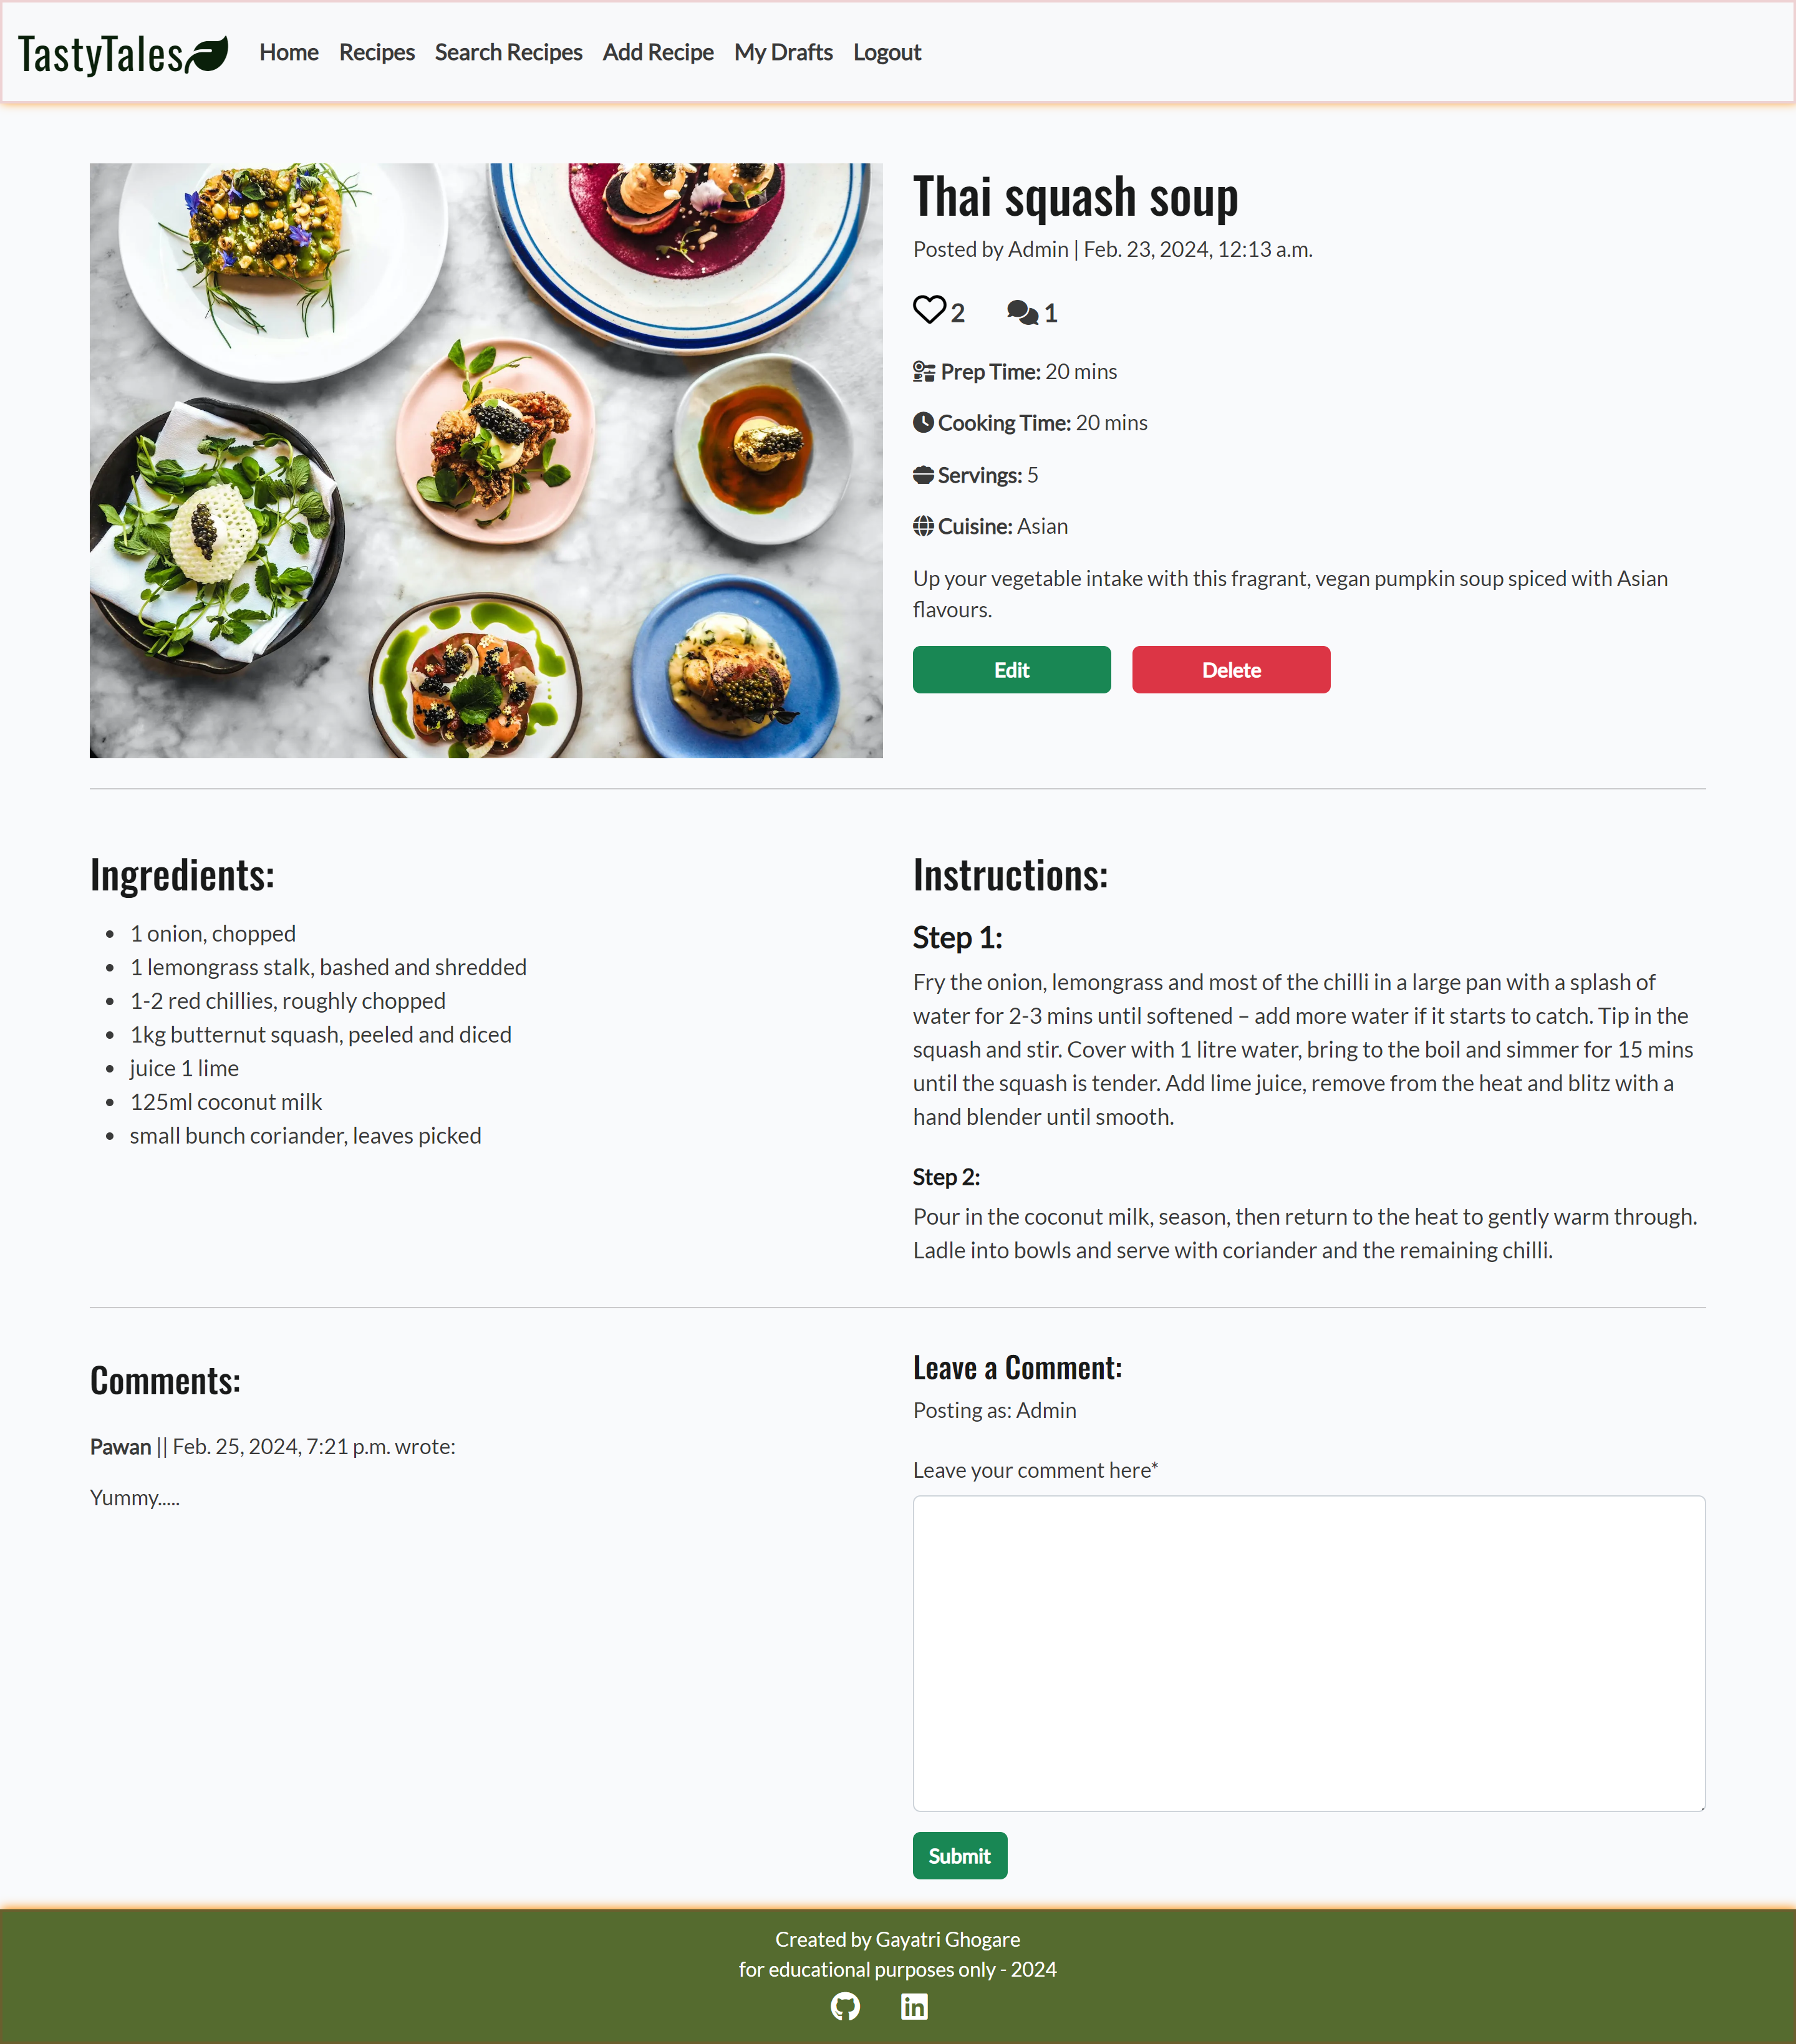 TastyTales
Home Recipes Search Recipes Add Recipe My Drafts Logout
Thai squash soup
Posted by Admin | Feb. 23, 2024, 12:13 a.m.
2 1
Prep Time: 20 mins
Cooking Time: 20 mins
Servings: 5
Cuisine: Asian
Up your vegetable intake with this fragrant, vegan pumpkin soup spiced with Asian
flavours.
Edit Delete
Ingredients:
• 1 onion, chopped
• 1 lemongrass stalk, bashed and shredded
• 1-2 red chillies, roughly chopped
• 1kg butternut squash, peeled and diced
• juice 1 lime
• 125ml coconut milk
• small bunch coriander, leaves picked
Instructions:
Step 1:
Fry the onion, lemongrass and most of the chilli in a large pan with a splash of
water for 2-3 mins until softened – add more water if it starts to catch. Tip in the
squash and stir. Cover with 1 litre water, bring to the boil and simmer for 15 mins
until the squash is tender. Add lime juice, remove from the heat and blitz with a
hand blender until smooth.
Step 2:
Pour in the coconut milk, season, then return to the heat to gently warm through.
Ladle into bowls and serve with coriander and the remaining chilli.
Comments:
Pawan || Feb. 25, 2024, 7:21 p.m. wrote:
Yummy.....
Leave a Comment:
Posting as: Admin
Leave your comment here*
Submit
Created by Gayatri Ghogare
for educational purposes only - 2024
in